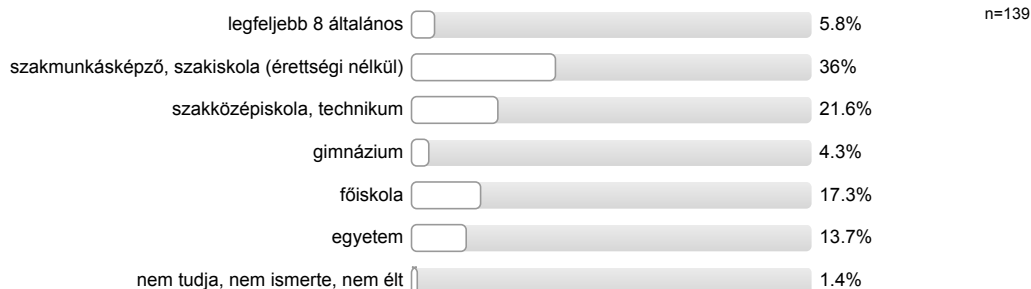 legfeljebb 8 általános 5.8% n=139
szakmunkásképző, szakiskola (érettségi nélkül) 36%
szakközépiskola, technikum 21.6%
gimnázium 4.3%
főiskola 17.3%
egyetem 13.7%
nem tudja, nem ismerte, nem élt 1.4%